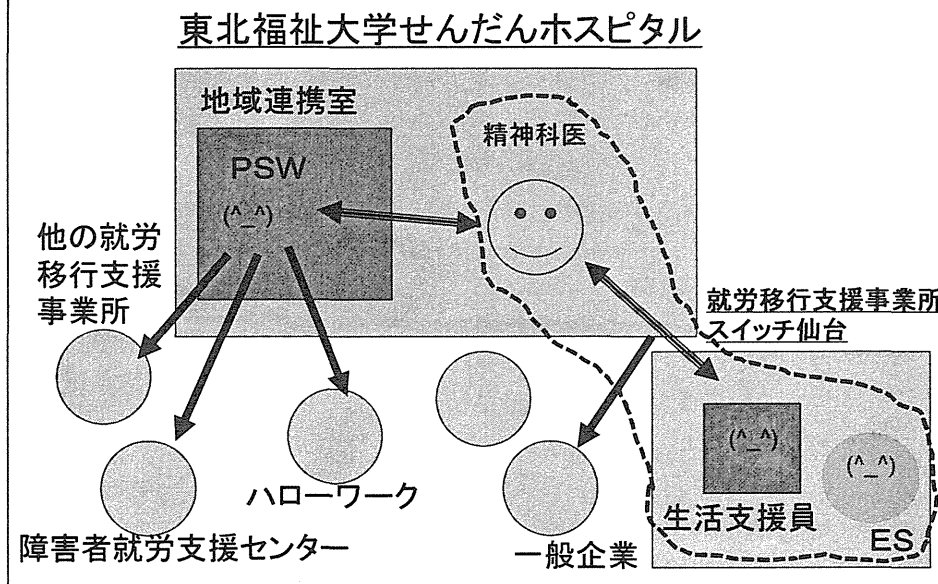 東北福祉大学せんだんホスピタル
地域連携室
精神科医
PSW
(^_^)
他の就労
移行支援
事業所
就労移行支援事業所
スイッチ仙台
(^_^)
(^_^)
ハローワーク
生活支援員
ES
障害者就労支援センター
一般企業